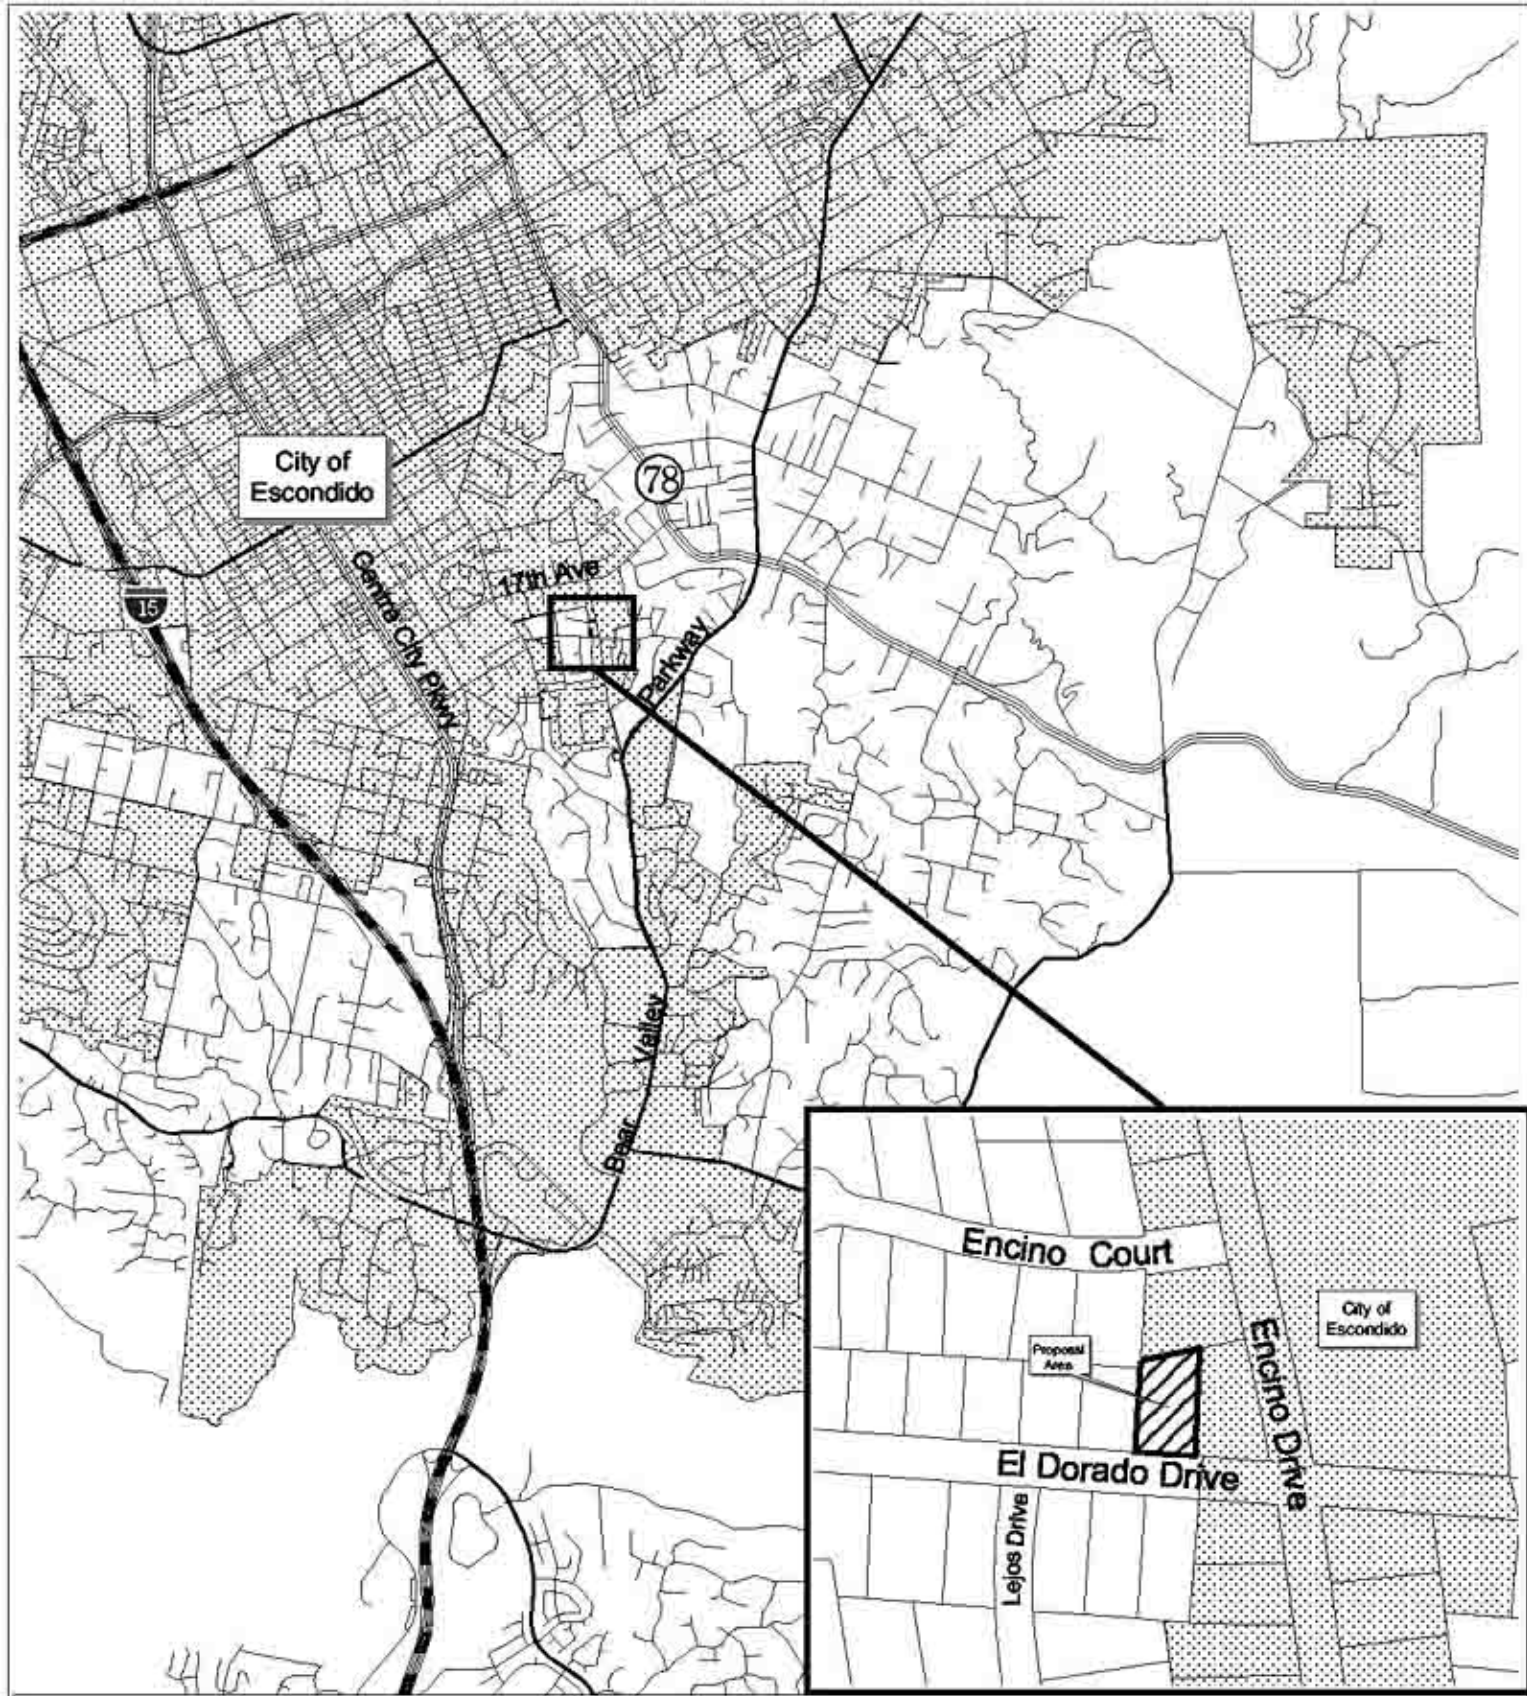 City of
Escondido
78
17th Ave
Centre City Pkwy
15
Parkway
Valley
Bear
Encino Court
City of
Escondido
Encino Drive
Proposal
Area
El Dorado Drive
Lejos Drive